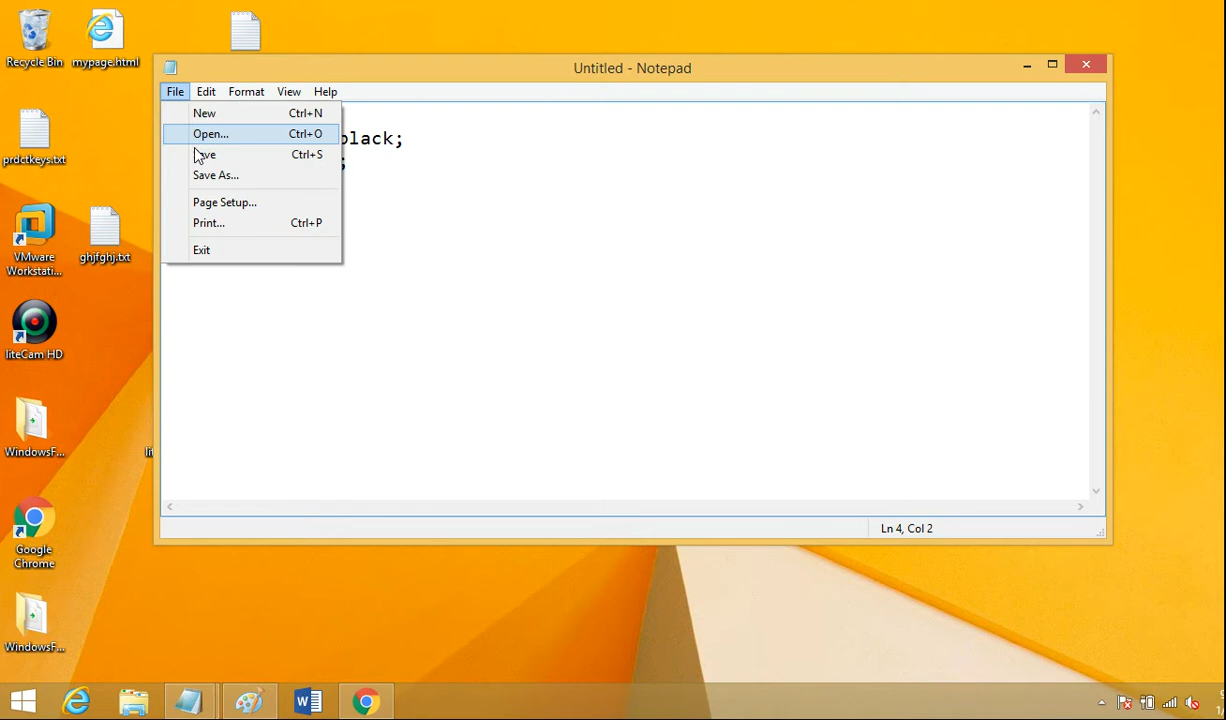 Recycle Bin
mypage.html
prdctkeys.txt
VMware
Workstati...
ghjfghj.txt
liteCam HD
WindowsF...
Google
Chrome
WindowsF...
Untitled - Notepad
File Edit Format View Help
New Ctrl+N
Open... Ctrl+O
Save Ctrl+S
Save As...
Page Setup...
Print... Ctrl+P
Exit
black;
;
Ln 4, Col 2